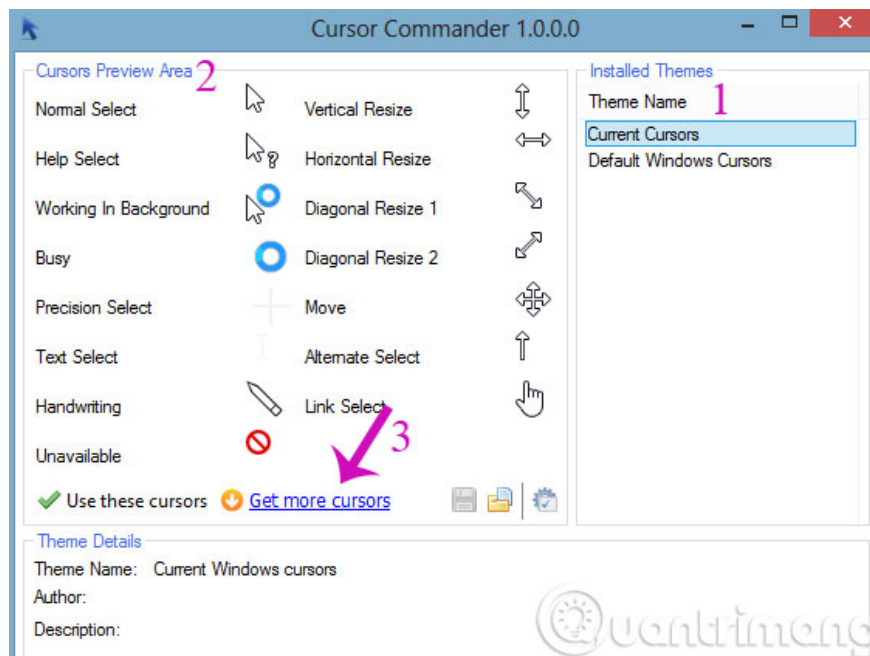 Cursor Commander 1.0.0.0
Cursors Preview Area 2
Normal Select
Vertical Resize
Help Select
Horizontal Resize
Working In Background
Diagonal Resize 1
Busy
Diagonal Resize 2
Precision Select
Move
Text Select
Alternate Select
Handwriting
Link Select
Unavailable
3
Use these cursors
Get more cursors
Installed Themes
Theme Name 1
Current Cursors
Default Windows Cursors
Theme Details
Theme Name: Current Windows cursors
Author:
Description:
Quantrimang